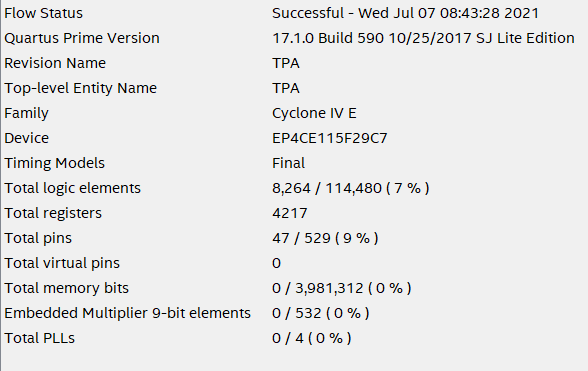 Flow Status Successful - Wed Jul 07 08:43:28 2021
Quartus Prime Version 17.1.0 Build 590 10/25/2017 SJ Lite Edition
Revision Name TPA
Top-level Entity Name TPA
Family Cyclone IV E
Device EP4CE115F29C7
Timing Models Final
Total logic elements 8,264 / 114,480 ( 7 % )
Total registers 4217
Total pins 47 / 529 ( 9 % )
Total virtual pins 0
Total memory bits 0 / 3,981,312 ( 0 % )
Embedded Multiplier 9-bit elements 0 / 532 ( 0 % )
Total PLLs 0 / 4 ( 0 % )